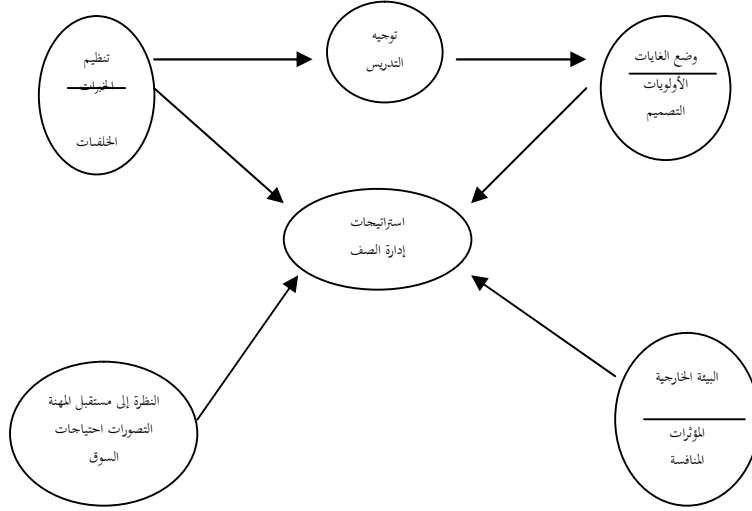 توجيه
التدريس
وضع الغايات
الأولويات
التصميم
تنظيم
الخبرات
الخلفيات
استراتيجيات
إدارة الصف
البيئة الخارجية
المؤثرات
المنافسة
النظرة إلى مستقبل المهنة
التصورات احتياجات
السوق